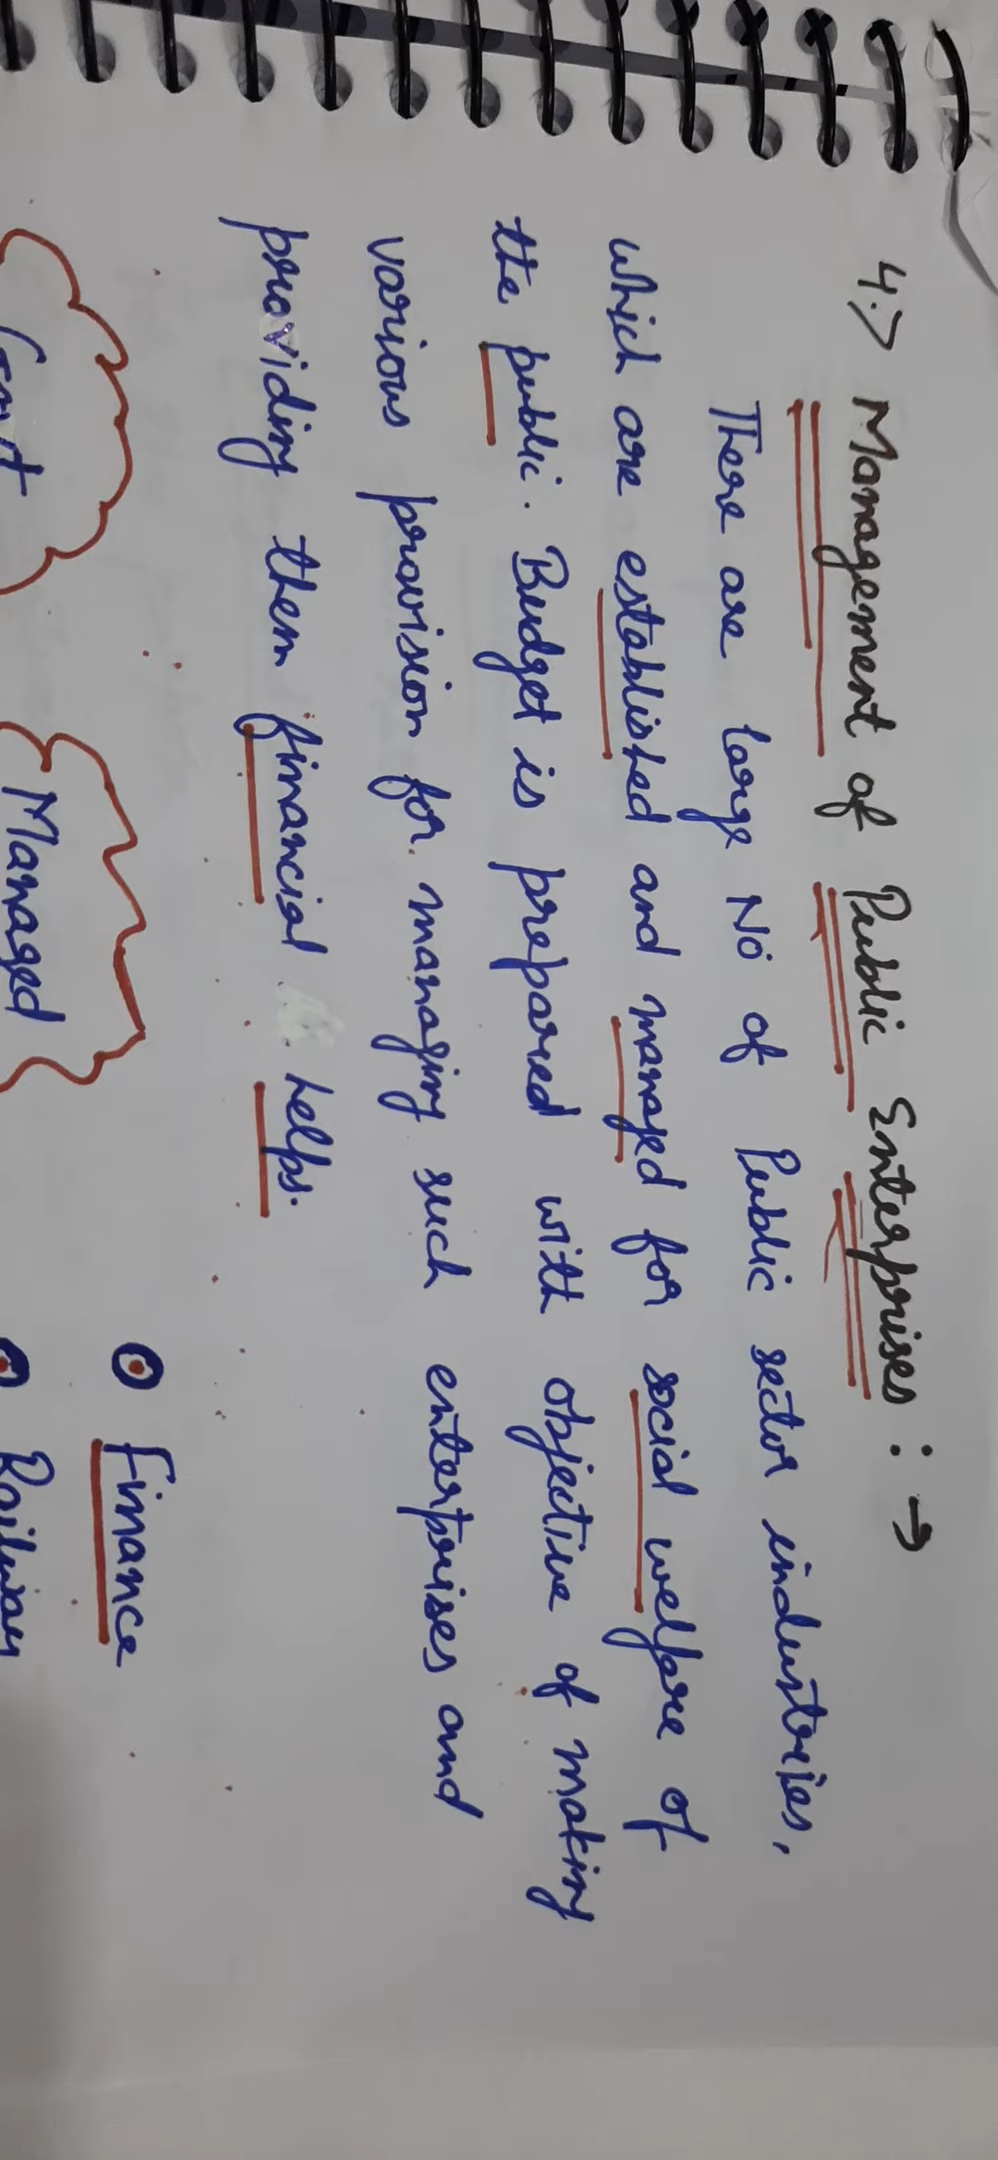 4.> Management of Public Enterprises : →
There are large No of Public sector industries,
which are established and managed for social welfare of
the public. Budget is prepared with objective of making
various provision for managing such enterprises and
providing them financial helps.
Finance
Managed
Railway